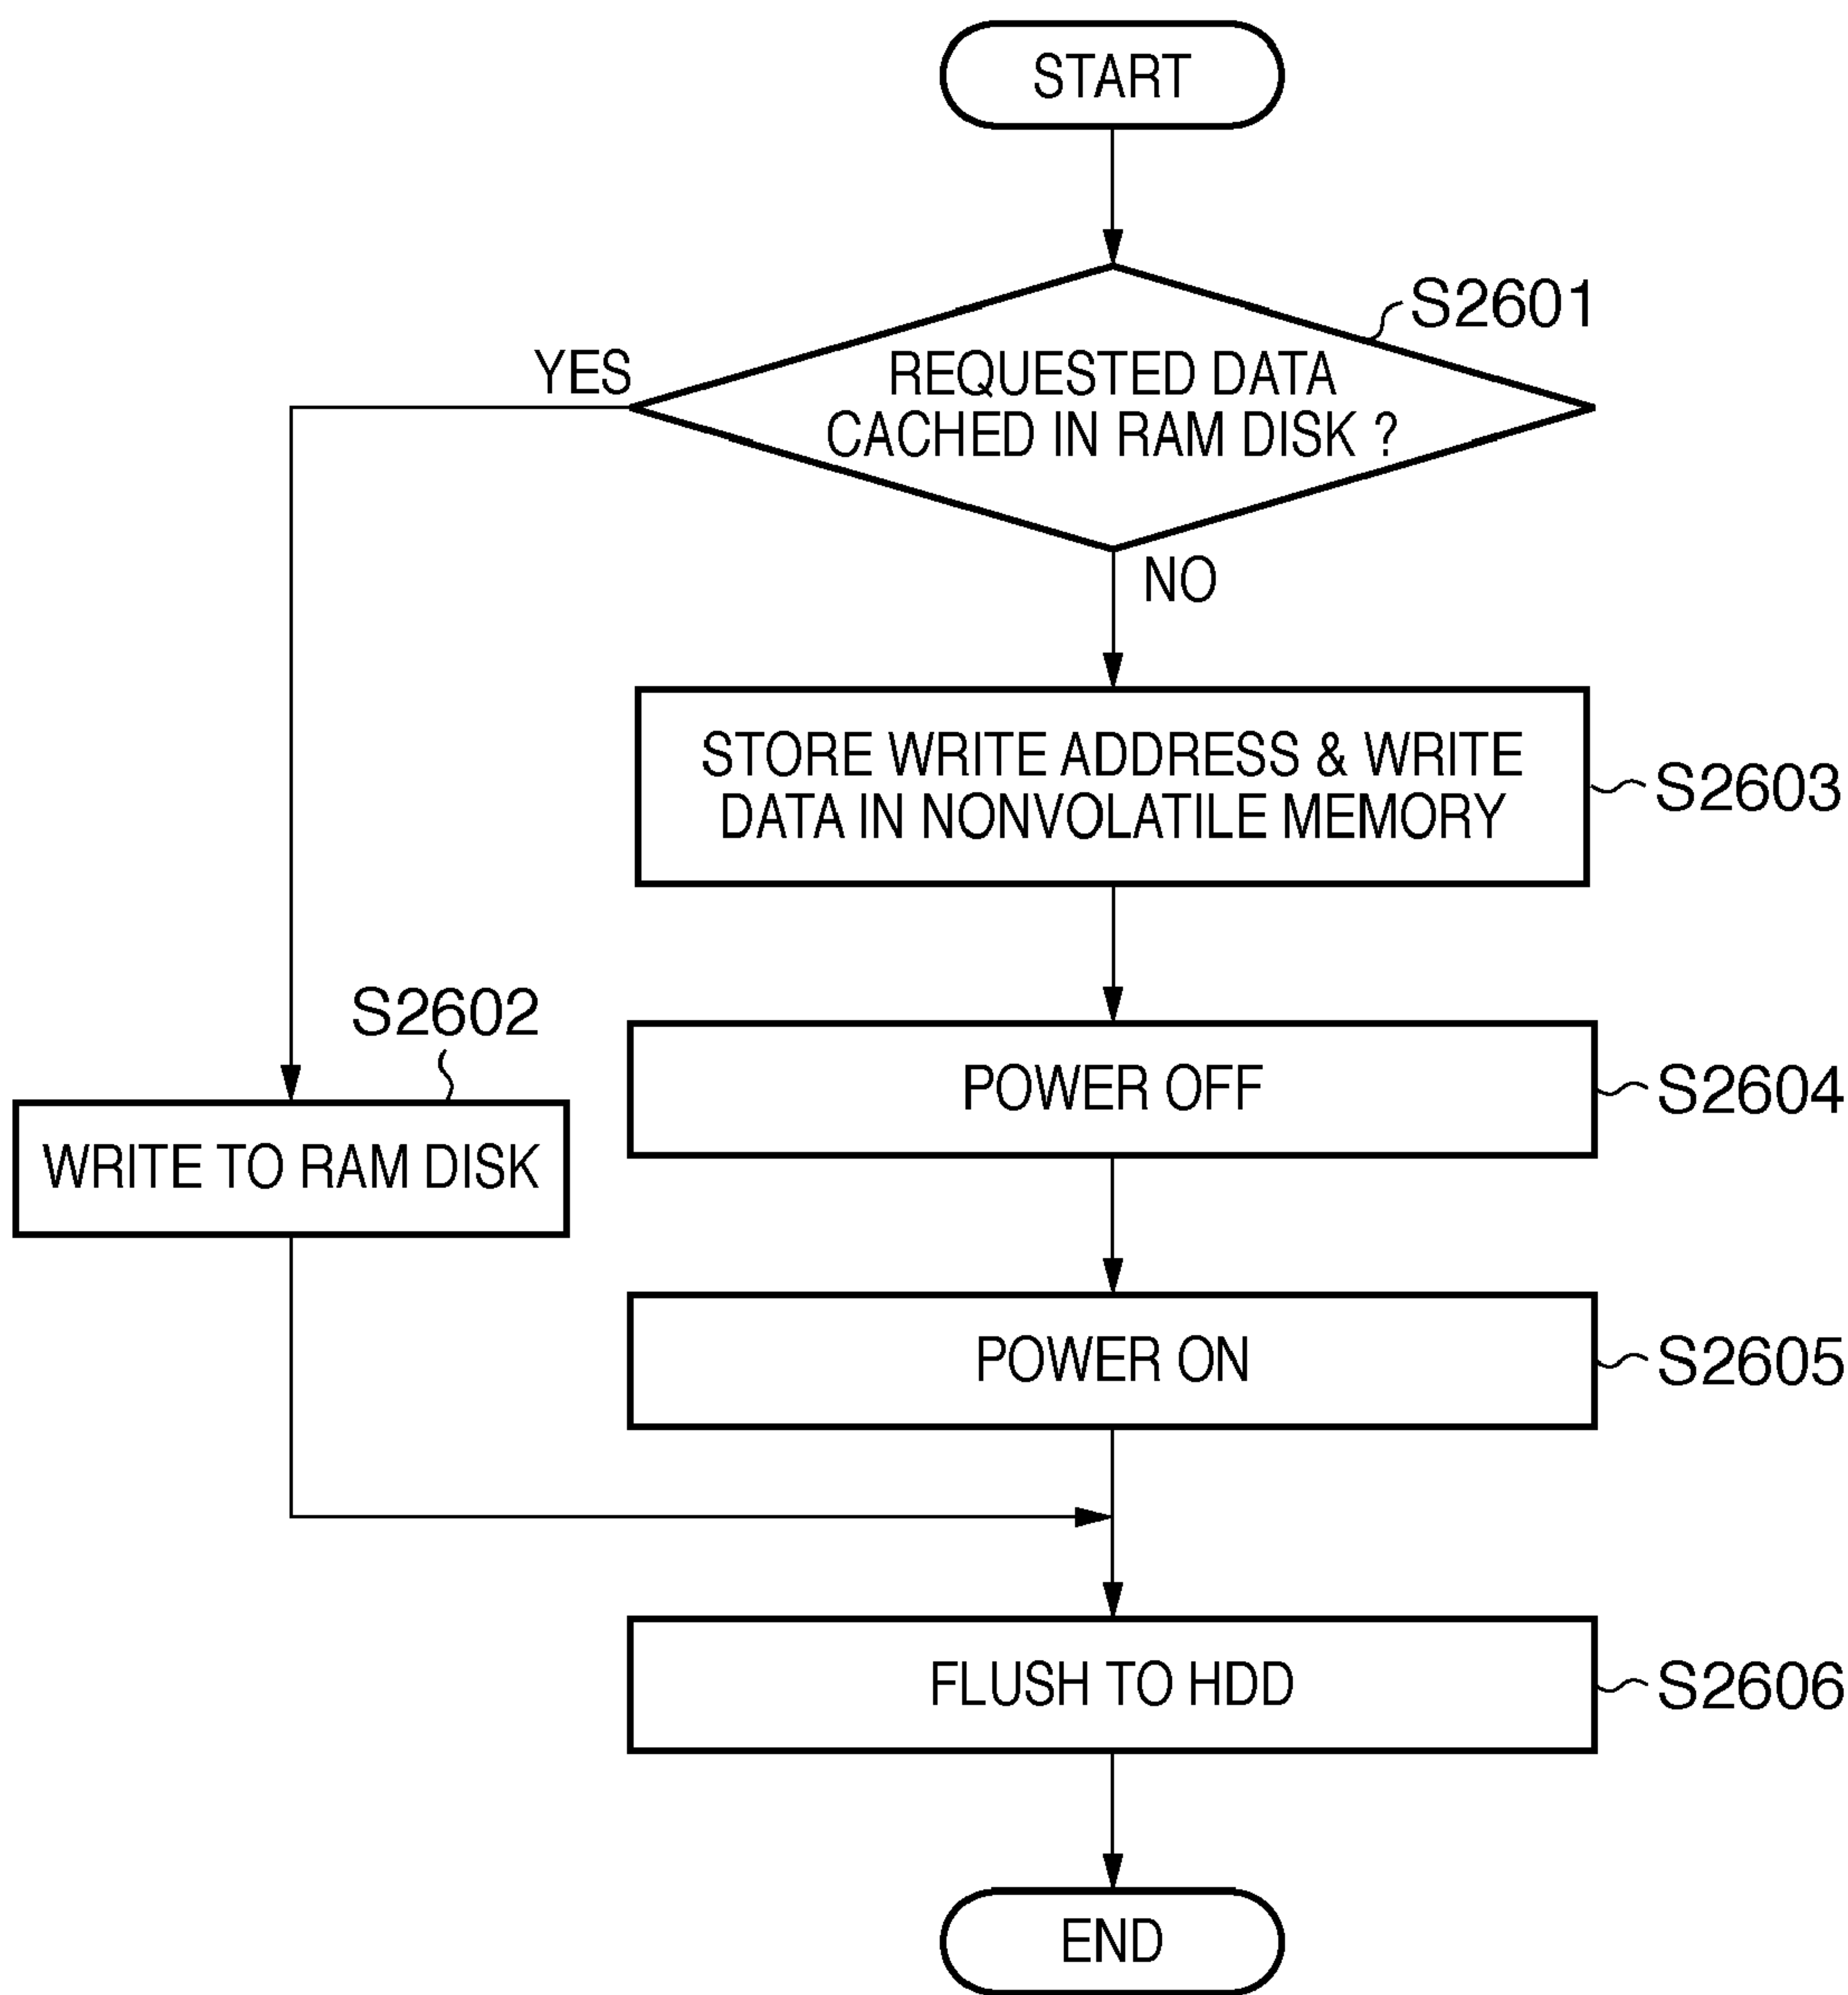 START
S2601
YES
REQUESTED DATA
CACHED IN RAM DISK ?
NO
STORE WRITE ADDRESS & WRITE
DATA IN NONVOLATILE MEMORY
S2603
S2602
WRITE TO RAM DISK
POWER OFF
S2604
POWER ON
S2605
FLUSH TO HDD
S2606
END